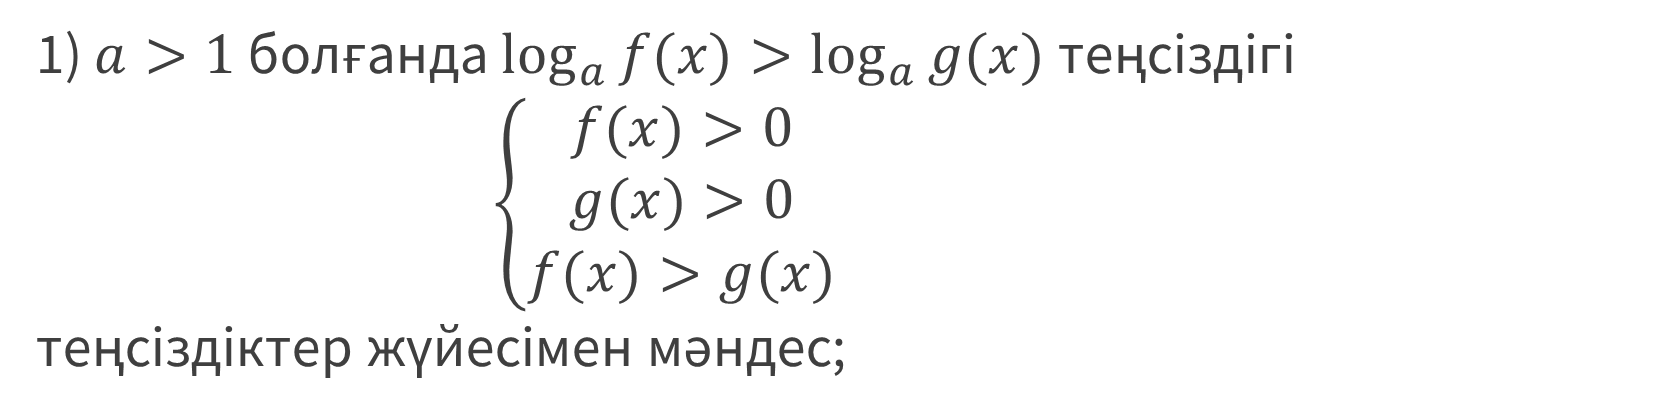 1) 𝑎 > 1 болғанда log𝑎 𝑓(𝑥) > log𝑎 𝑔(𝑥) теңсіздігі
𝑓(𝑥) > 0
𝑔(𝑥) > 0
𝑓(𝑥) > 𝑔(𝑥)
теңсіздіктер жүйесімен мәндес;